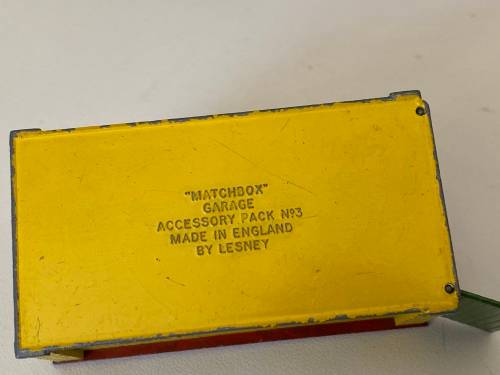 "MATCHBOX"
GARAGE
ACCESSORY PACK Nº3
MADE IN ENGLAND
BY LESNEY